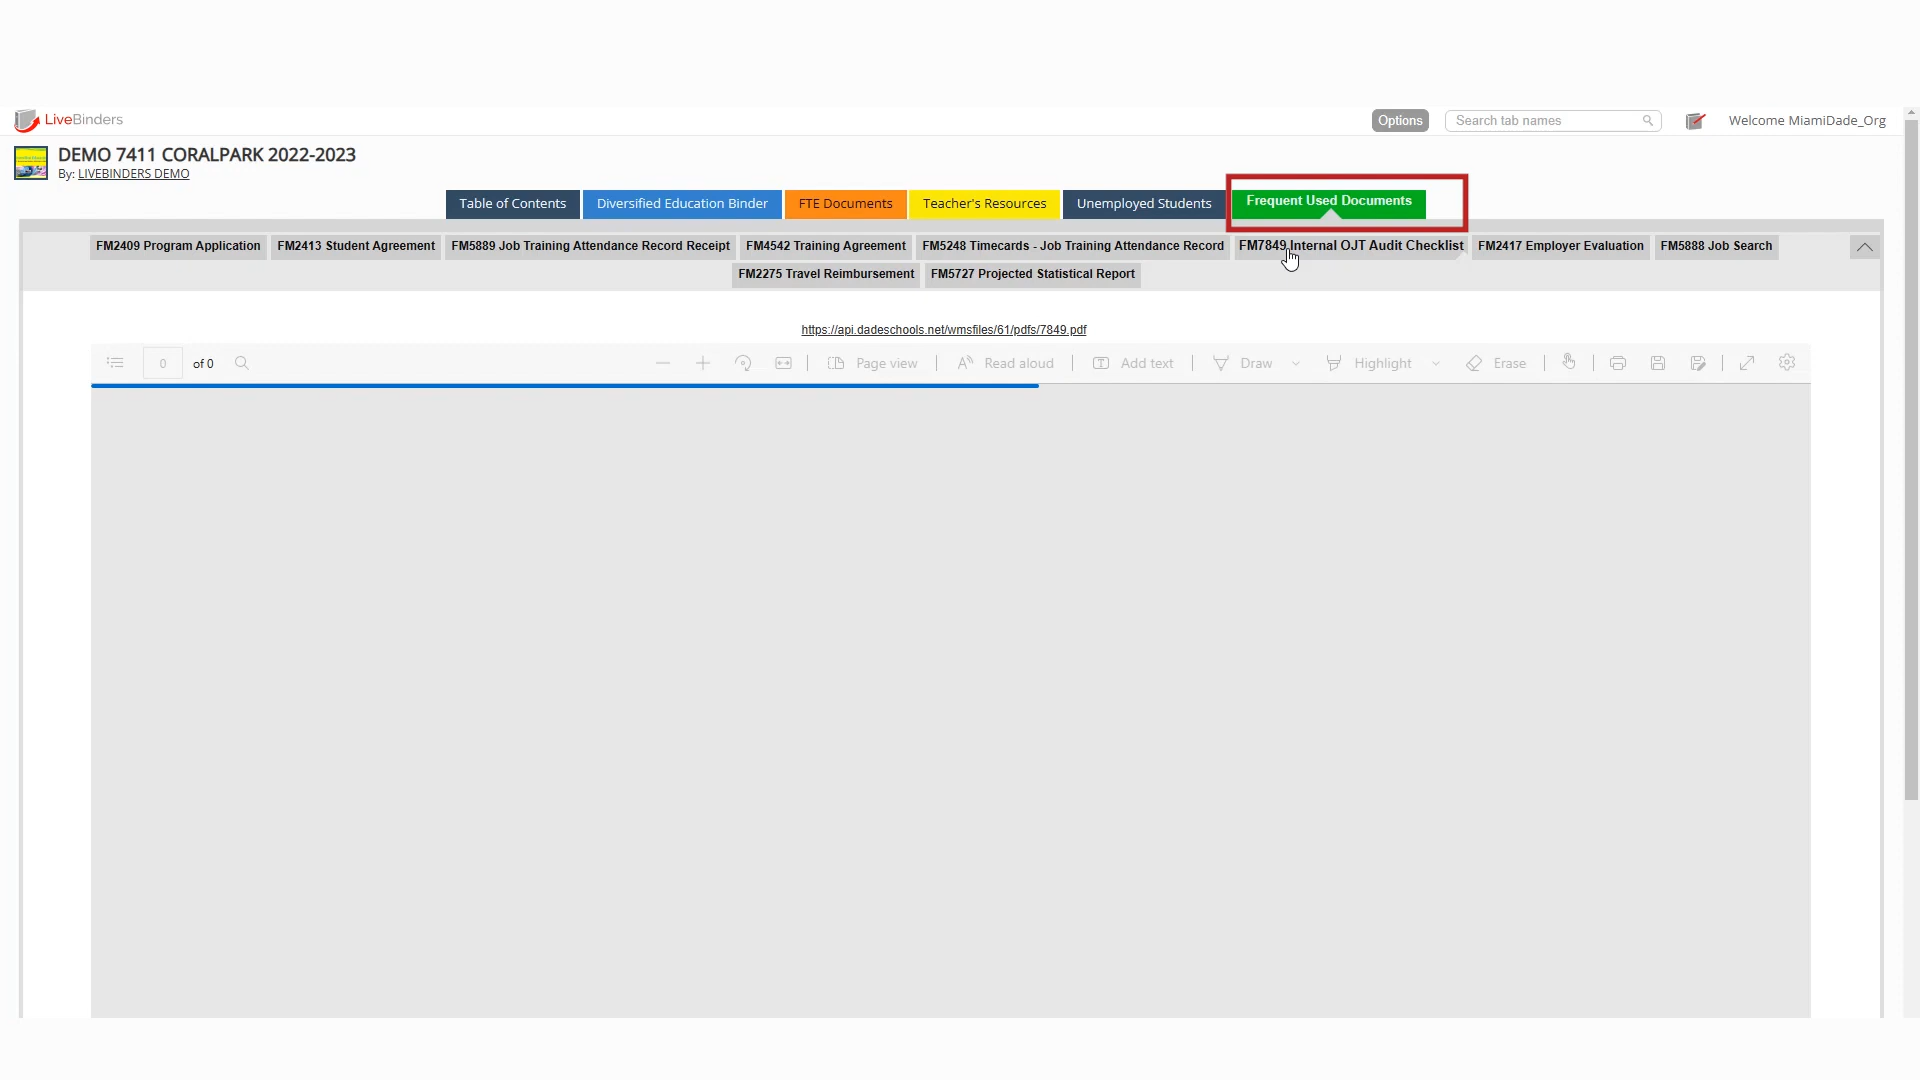 LiveBinders
Options
Search tab names
Welcome MiamiDade_Org
DEMO 7411 CORALPARK 2022-2023
By: LIVEBINDERS DEMO
Table of Contents
Diversified Education Binder
FTE Documents
Teacher's Resources
Unemployed Students
Frequent Used Documents
FM2409 Program Application
FM2413 Student Agreement
FM5889 Job Training Attendance Record Receipt
FM4542 Training Agreement
FM5248 Timecards - Job Training Attendance Record
FM7849 Internal OJT Audit Checklist
FM2417 Employer Evaluation
FM5888 Job Search
FM2275 Travel Reimbursement
FM5727 Projected Statistical Report
https://api.dadeschools.net/wmsfiles/61/pdfs/7849.pdf
0 of 0
Page view
Read aloud
Add text
Draw
Highlight
Erase